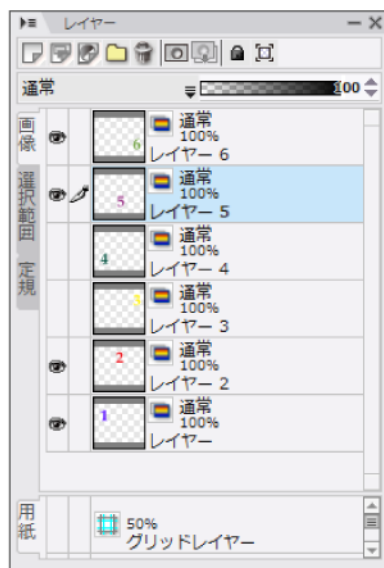 レイヤー
通常
100
画像
選択範囲
定規
6
通常
100%
レイヤー 6
5
通常
100%
レイヤー 5
4
通常
100%
レイヤー 4
3
通常
100%
レイヤー 3
2
通常
100%
レイヤー 2
1
通常
100%
レイヤー
用紙
50%
グリッドレイヤー